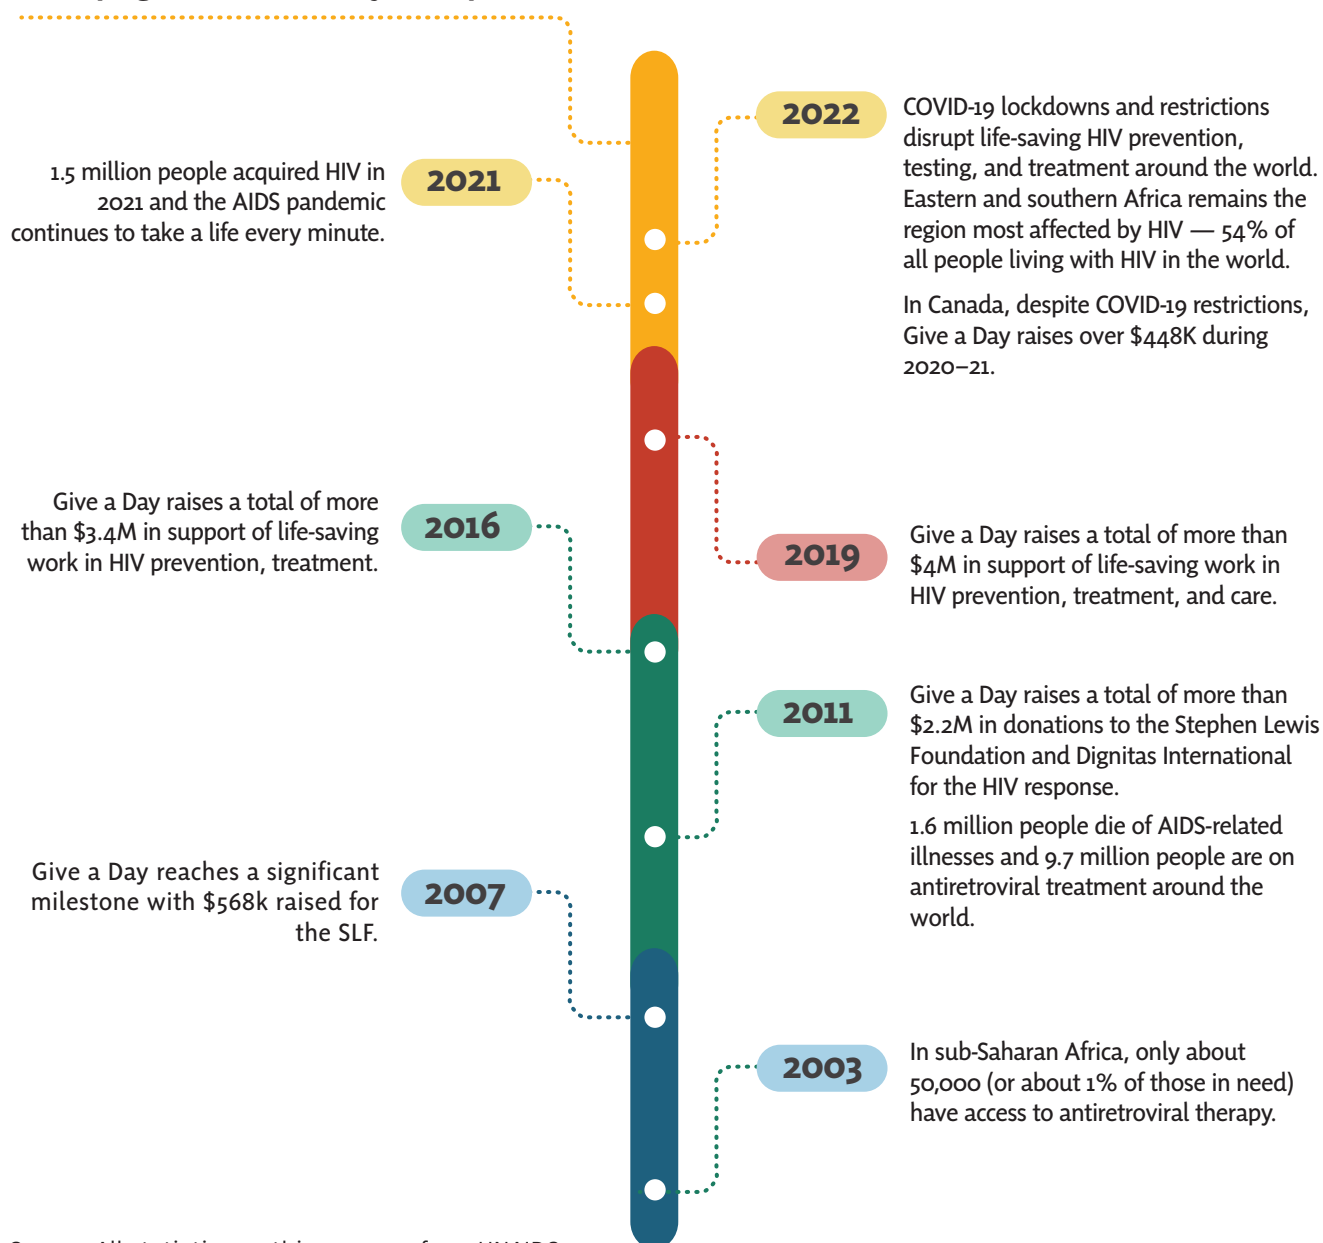 2022
COVID-19 lockdowns and restrictions
disrupt life-saving HIV prevention,
testing, and treatment around the world.
Eastern and southern Africa remains the
region most affected by HIV — 54% of
all people living with HIV in the world.
In Canada, despite COVID-19 restrictions,
Give a Day raises over $448K during
2020–21.
1.5 million people acquired HIV in
2021 and the AIDS pandemic
continues to take a life every minute.
2021
Give a Day raises a total of more
than $3.4M in support of life-saving
work in HIV prevention, treatment.
2016
2019
Give a Day raises a total of more than
$4M in support of life-saving work in
HIV prevention, treatment, and care.
2011
Give a Day raises a total of more than
$2.2M in donations to the Stephen Lewis
Foundation and Dignitas International
for the HIV response.
1.6 million people die of AIDS-related
illnesses and 9.7 million people are on
antiretroviral treatment around the
world.
Give a Day reaches a significant
milestone with $568k raised for
the SLF.
2007
2003
In sub-Saharan Africa, only about
50,000 (or about 1% of those in need)
have access to antiretroviral therapy.